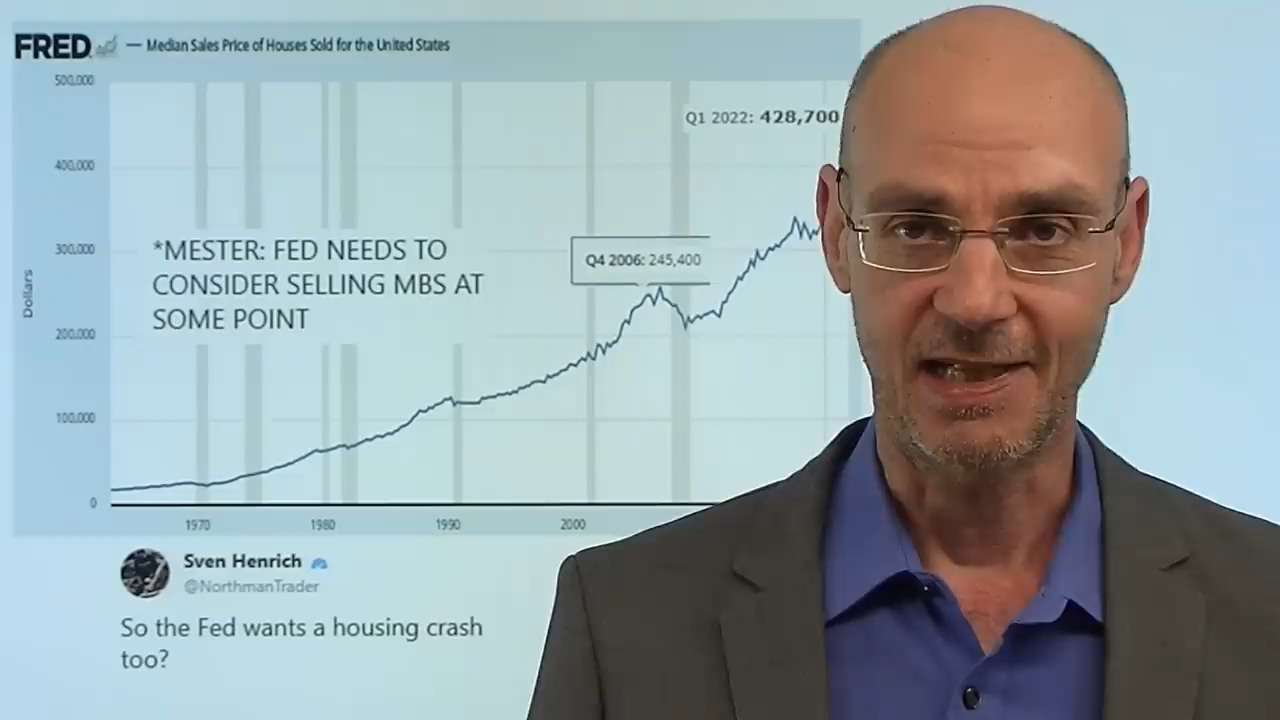 FRED — Median Sales Price of Houses Sold for the United States
500,000
Q1 2022: 428,700
400,000
*MESTER: FED NEEDS TO
CONSIDER SELLING MBS AT
SOME POINT
300,000
Q4 2006: 245,400
Dollars
200,000
100,000
0
1970 1980 1990 2000
Sven Henrich
@NorthmanTrader
So the Fed wants a housing crash
too?